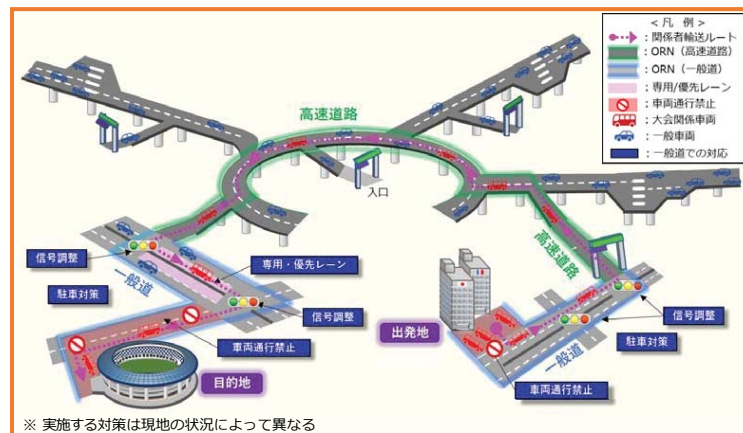 <凡 例>
：関係者輸送ルート
：ORN（高速道路）
：ORN（一般道）
：専用/優先レーン
：車両通行禁止
：大会関係車両
：一般車両
：一般道での対応
高速道路
入口
高速道路
信号調整
専用・優先レーン
一般道
駐車対策
信号調整
車両通行禁止
目的地
出発地
信号調整
駐車対策
一般道
車両通行禁止
※ 実施する対策は現地の状況によって異なる